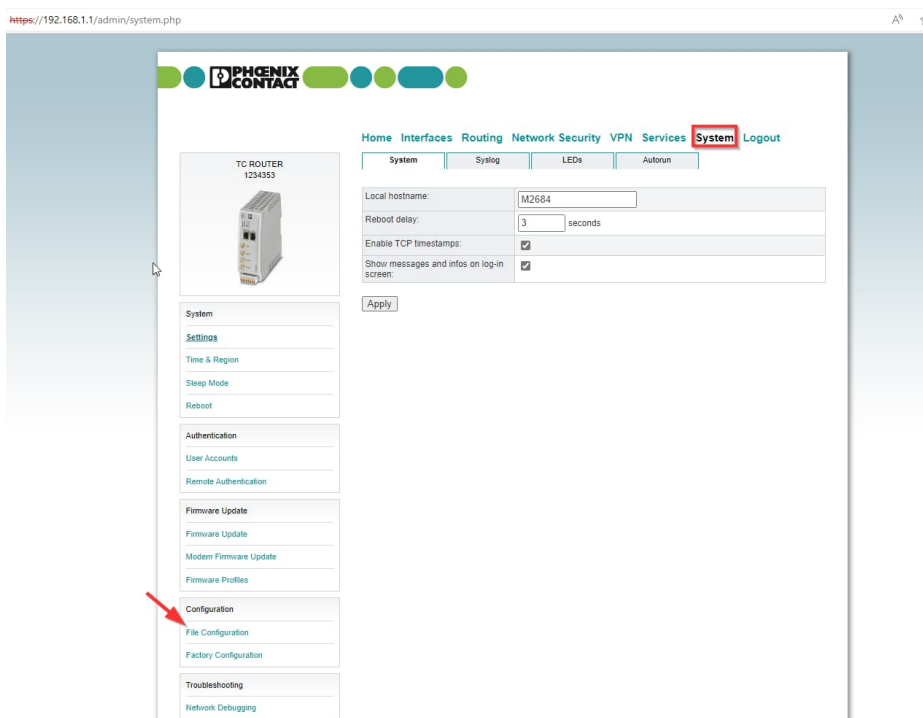 https://192.168.1.1/admin/system.php
PHŒNIX
CONTACT
Home Interfaces Routing Network Security VPN Services System Logout
System Syslog LEDs Autorun
TC ROUTER
1234353
Local hostname: M2684
Reboot delay: 3 seconds
Enable TCP timestamps:
Show messages and infos on log-in
screen:
Apply
System
Settings
Time & Region
Sleep Mode
Reboot
Authentication
User Accounts
Remote Authentication
Firmware Update
Firmware Update
Modem Firmware Update
Firmware Profiles
Configuration
File Configuration
Factory Configuration
Troubleshooting
Network Debugging